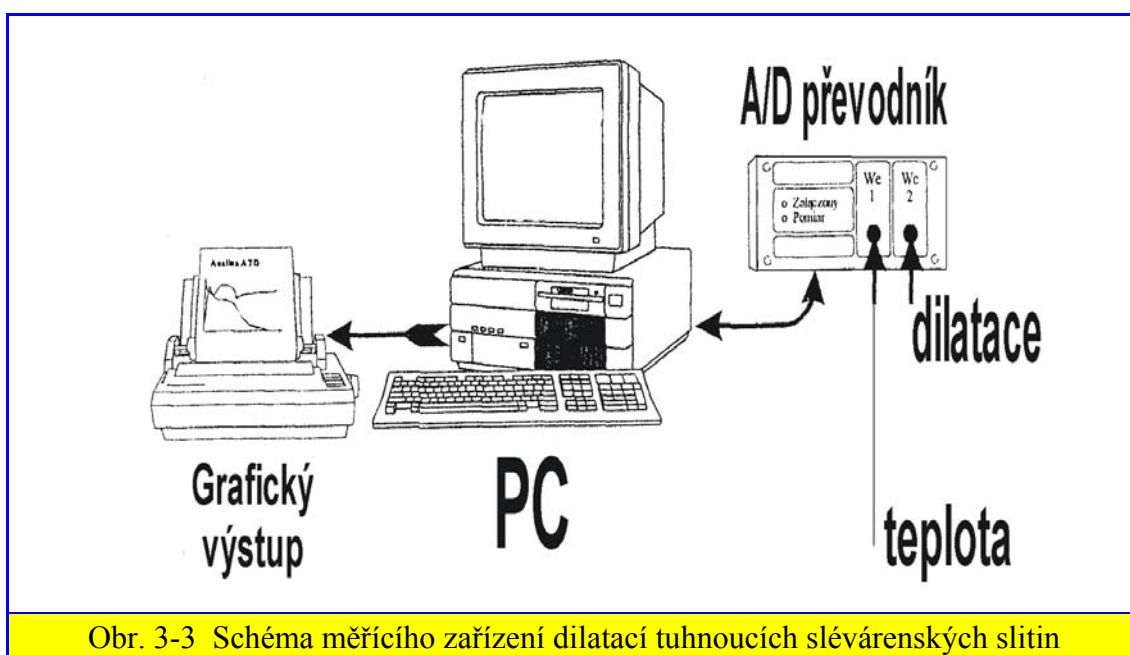 A/D převodník
We
1
We
2
o Załączony
o Pomiar
Analiza ATD
dilatace
teplota
PC
Grafický
výstup
Obr. 3-3 Schéma měřícího zařízení dilatací tuhnoucích slévárenských slitin